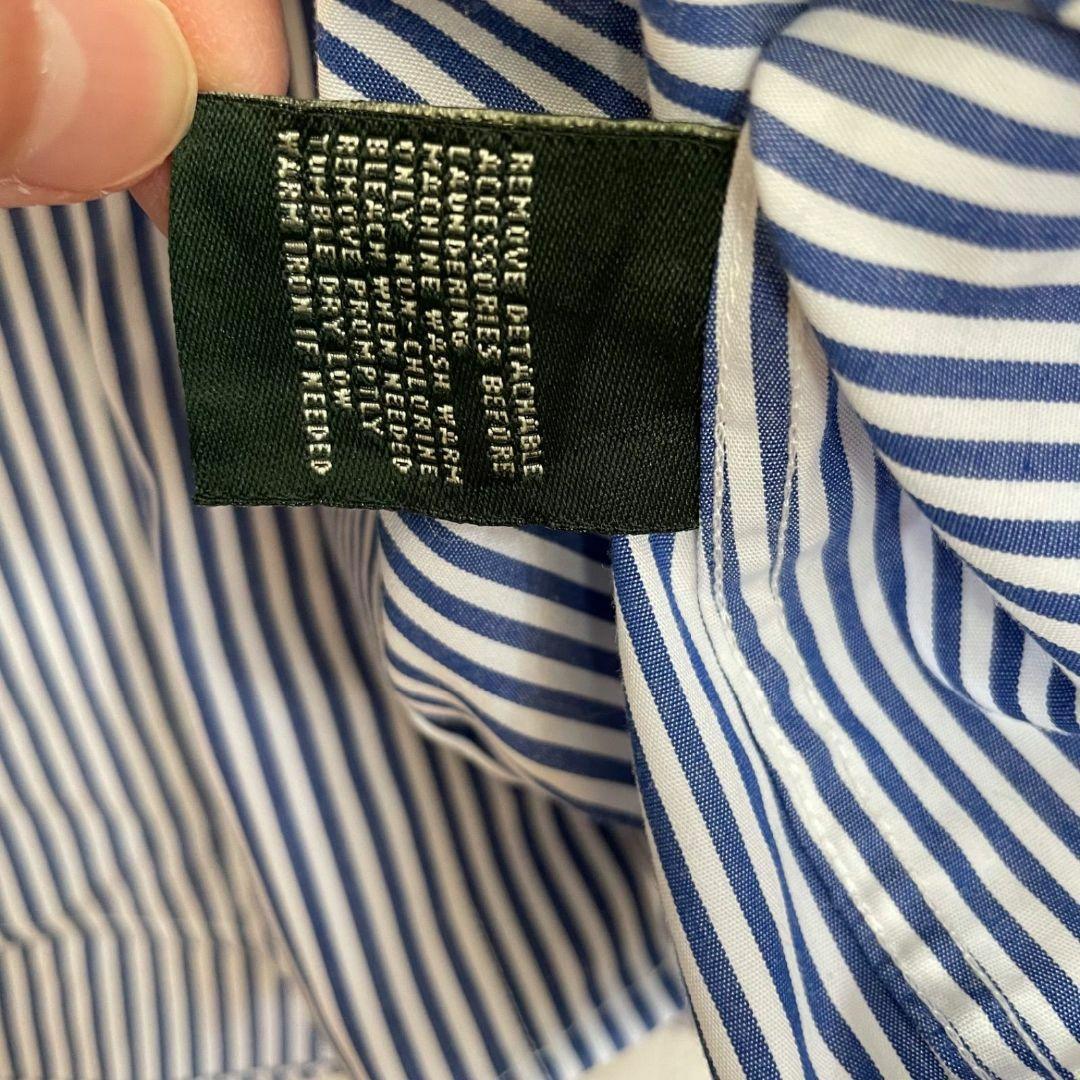 REMOVE DETACHABLE
ACCESSORIES BEFORE
LAUNDERING
MACHINE WASH WARM
ONLY NON-CHLORINE
BLEACH WHEN NEEDED
REMOVE PROMPTLY
TUMBLE DRY LOW
WARM IRON IF NEEDED